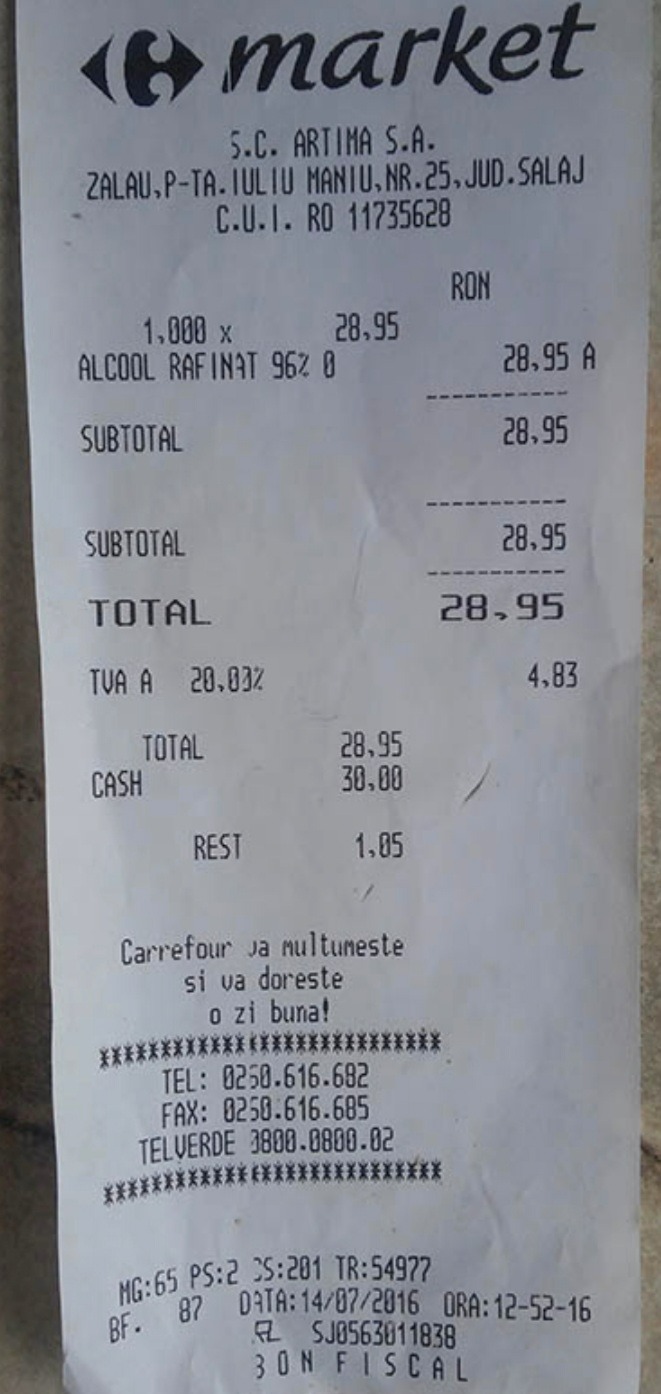 market
S.C. ARTIMA S.A.
ZALAU,P-TA.IULIU MANIU,NR.25,JUD.SALAJ
C.U.I. RO 11735628
RON
1,000 x 28,95
ALCOOL RAFINAT 96% 0 28,95 A
-----------
SUBTOTAL 28,95
-----------
SUBTOTAL 28,95
-----------
TOTAL 28,95
TVA A 20,00% 4,83
TOTAL 28,95
CASH 30,00
REST 1,05
Carrefour va multumeste
si va doreste
o zi buna!
****************************
TEL: 0260.616.682
FAX: 0260.616.685
TELVERDE 0800.0800.02
****************************
MG:65 PS:2 CS:201 TR:54977
BF. 87 DATA:14/07/2016 ORA:12-52-16
SJ0563011838
BON FISCAL